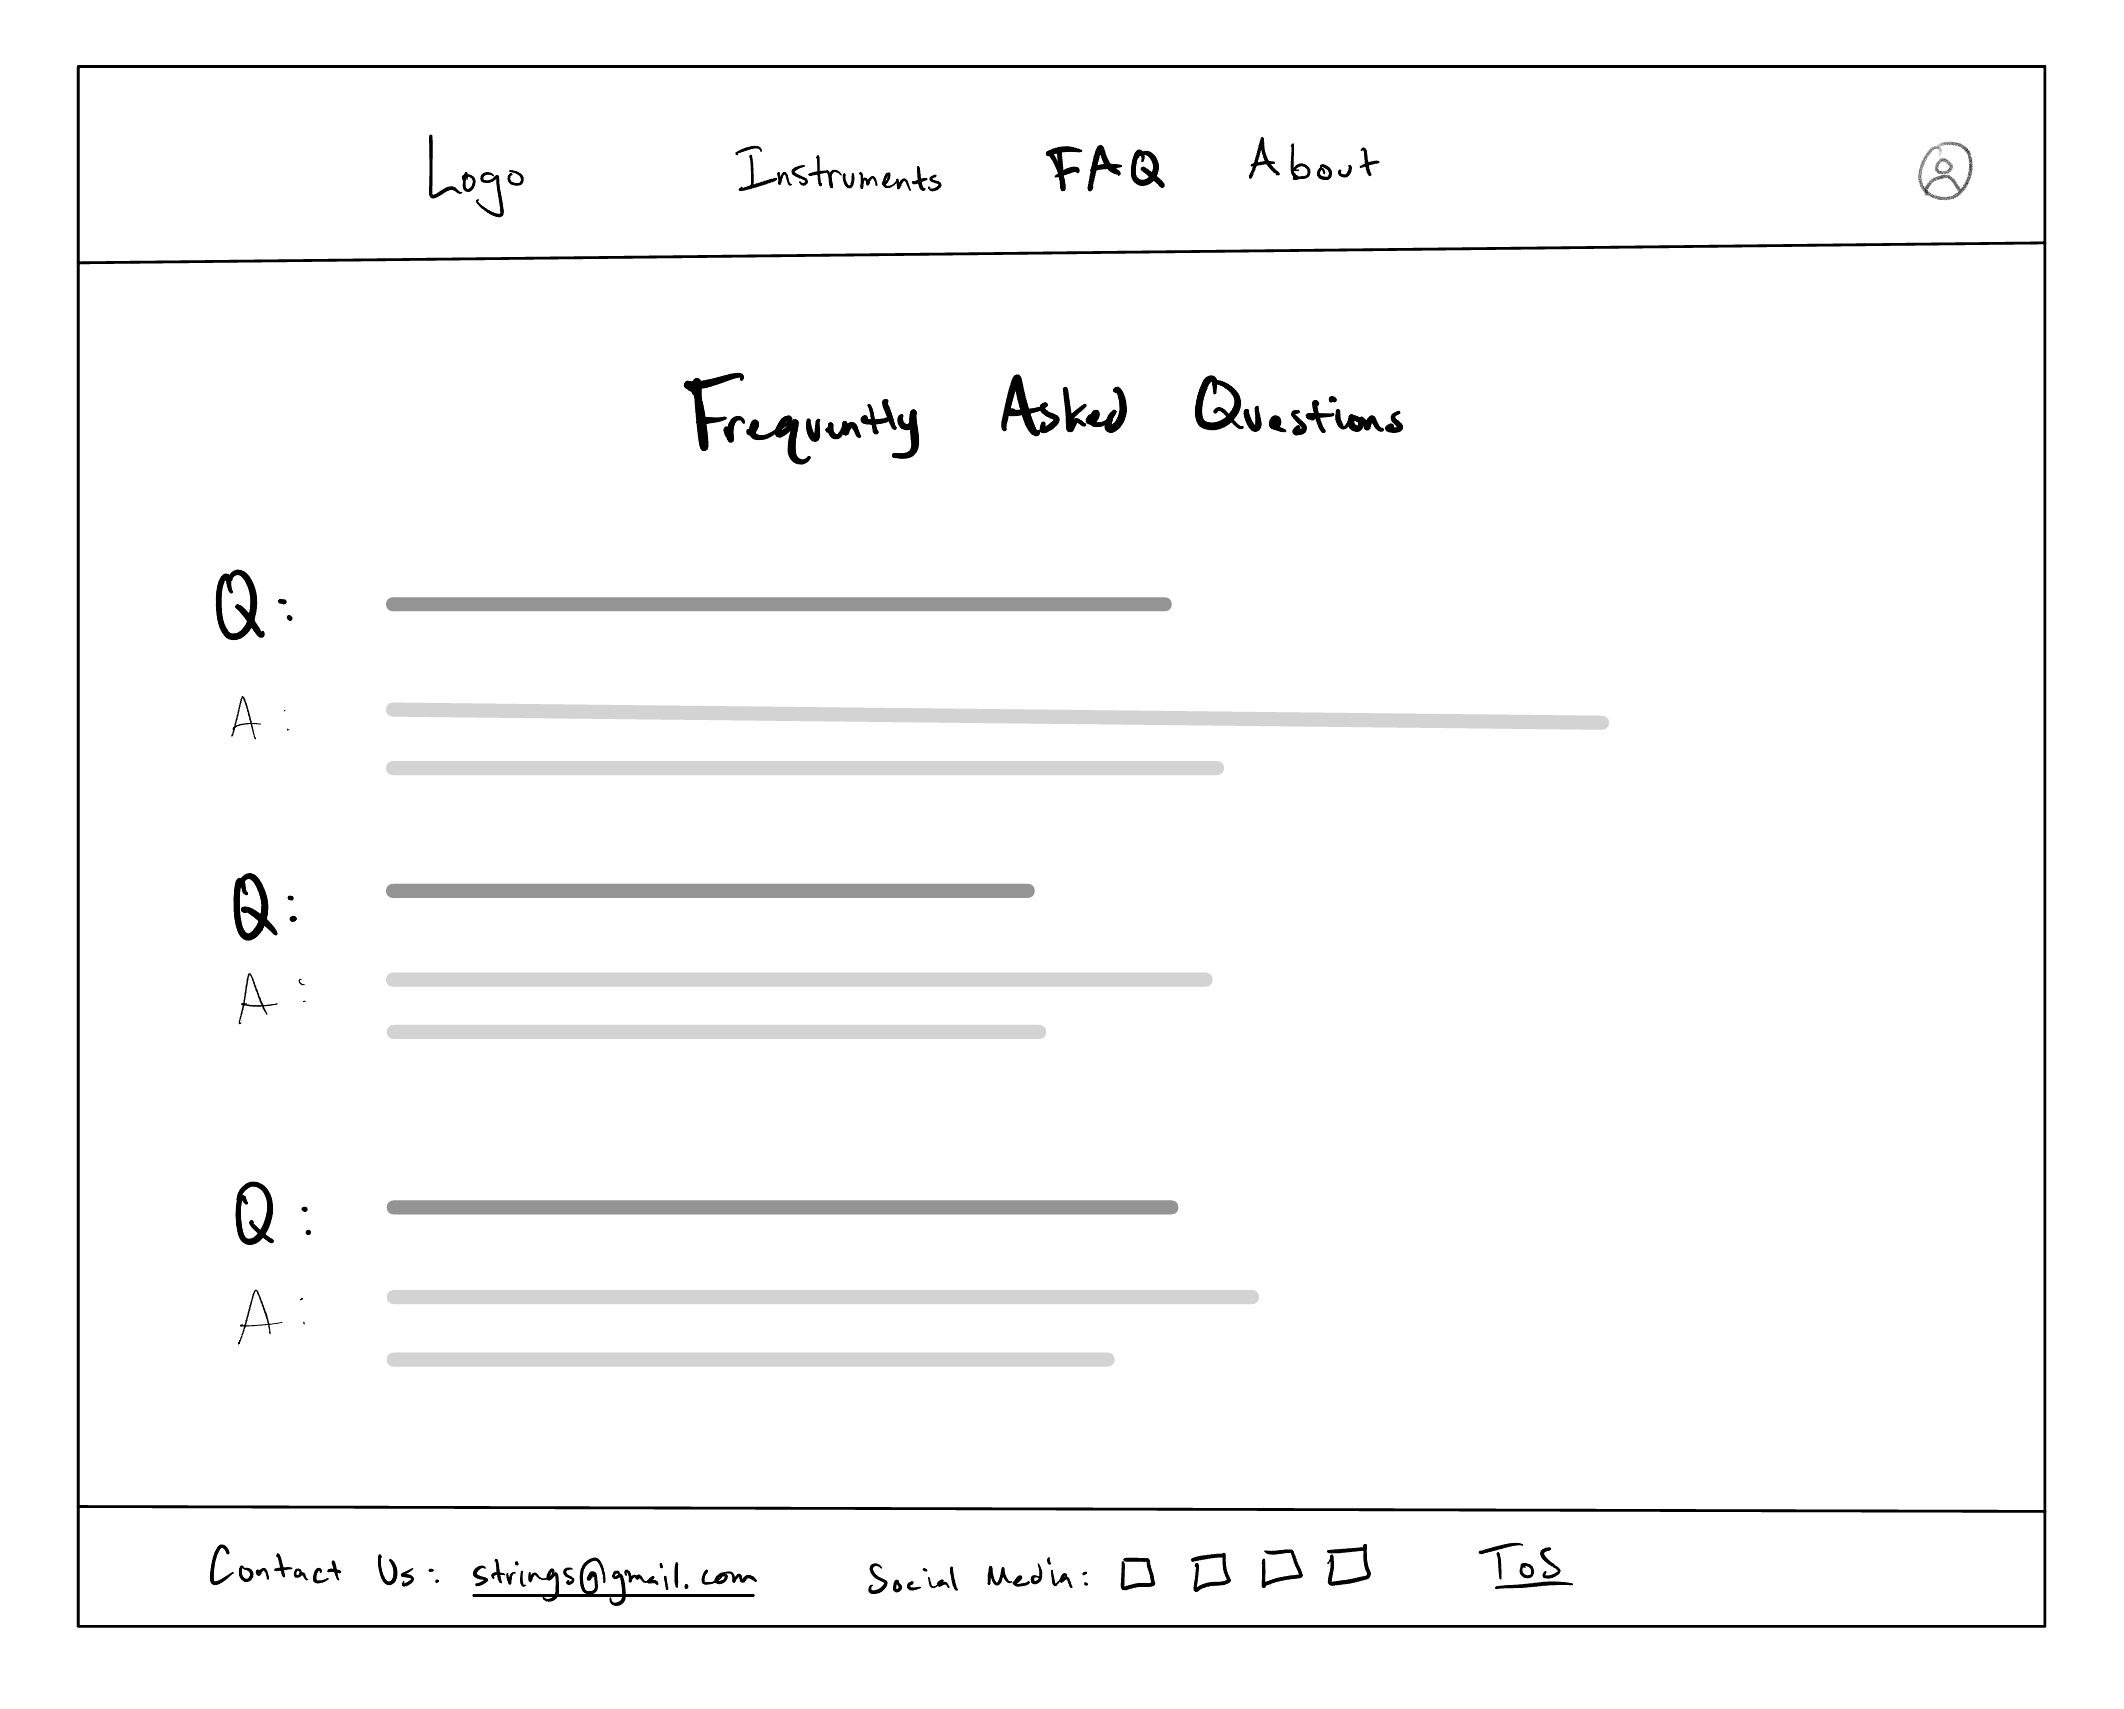 Logo Instruments FAQ About
Frequently Asked Questions
Q:
A:
Q:
A:
Q:
A:
Contact Us: strings@gmail.com Social Media: ToS